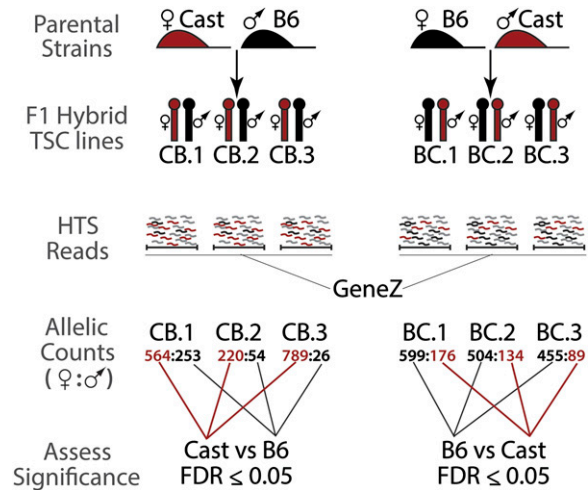 Parental Strains
♀ Cast ♂ B6 ♀ B6 ♂ Cast
F1 Hybrid TSC lines
♀ ♂ ♀ ♂ ♀ ♂ ♀ ♂ ♀ ♂ ♀ ♂
CB.1 CB.2 CB.3 BC.1 BC.2 BC.3
HTS Reads
GeneZ
Allelic Counts (♀:♂)
CB.1 CB.2 CB.3 BC.1 BC.2 BC.3
564:253 220:54 789:26 599:176 504:134 455:89
Assess Significance
Cast vs B6 B6 vs Cast
FDR ≤ 0.05 FDR ≤ 0.05